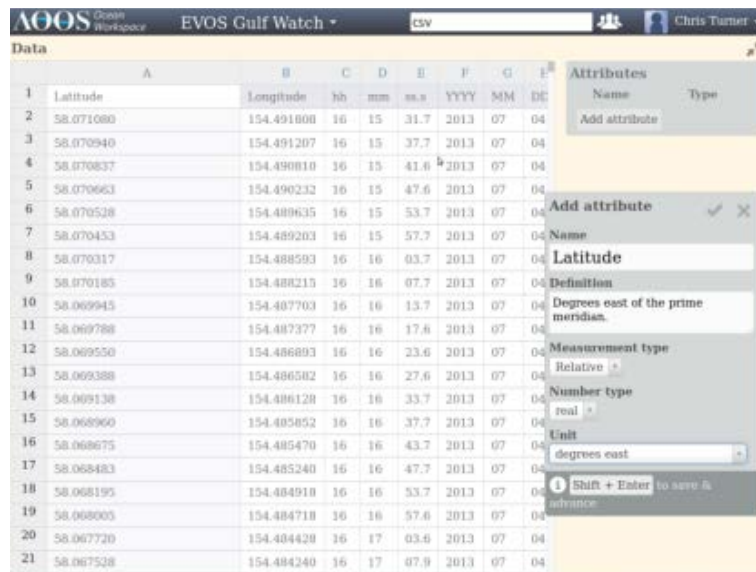 AOOS Ocean Workspace EVOS Gulf Watch csv Chris Turner
Data
A B C D E F G H
1 Latitude Longitude hh mm ss.s YYYY MM DD
2 58.071080 154.491808 16 15 31.7 2013 07 04
3 58.070940 154.491207 16 15 37.7 2013 07 04
4 58.070837 154.490810 16 15 41.6 2013 07 04
5 58.070663 154.490232 16 15 47.6 2013 07 04
6 58.070528 154.489635 16 15 53.7 2013 07 04
7 58.070453 154.489203 16 15 57.7 2013 07 04
8 58.070317 154.488593 16 16 03.7 2013 07 04
9 58.070185 154.488215 16 16 07.7 2013 07 04
10 58.069945 154.487703 16 16 13.7 2013 07 04
11 58.069788 154.487377 16 16 17.6 2013 07 04
12 58.069550 154.486893 16 16 23.6 2013 07 04
13 58.069388 154.486582 16 16 27.6 2013 07 04
14 58.069138 154.486128 16 16 33.7 2013 07 04
15 58.068960 154.485852 16 16 37.7 2013 07 04
16 58.068675 154.485470 16 16 43.7 2013 07 04
17 58.068483 154.485240 16 16 47.7 2013 07 04
18 58.068195 154.484918 16 16 53.7 2013 07 04
19 58.068005 154.484718 16 16 57.6 2013 07 04
20 58.067720 154.484428 16 17 03.6 2013 07 04
21 58.067528 154.484240 16 17 07.9 2013 07 04
Attributes
Name Type
Add attribute
Add attribute
Name
Latitude
Definition
Degrees east of the prime
meridian.
Measurement type
Relative
Number type
real
Unit
degrees east
Shift + Enter to save &
advance